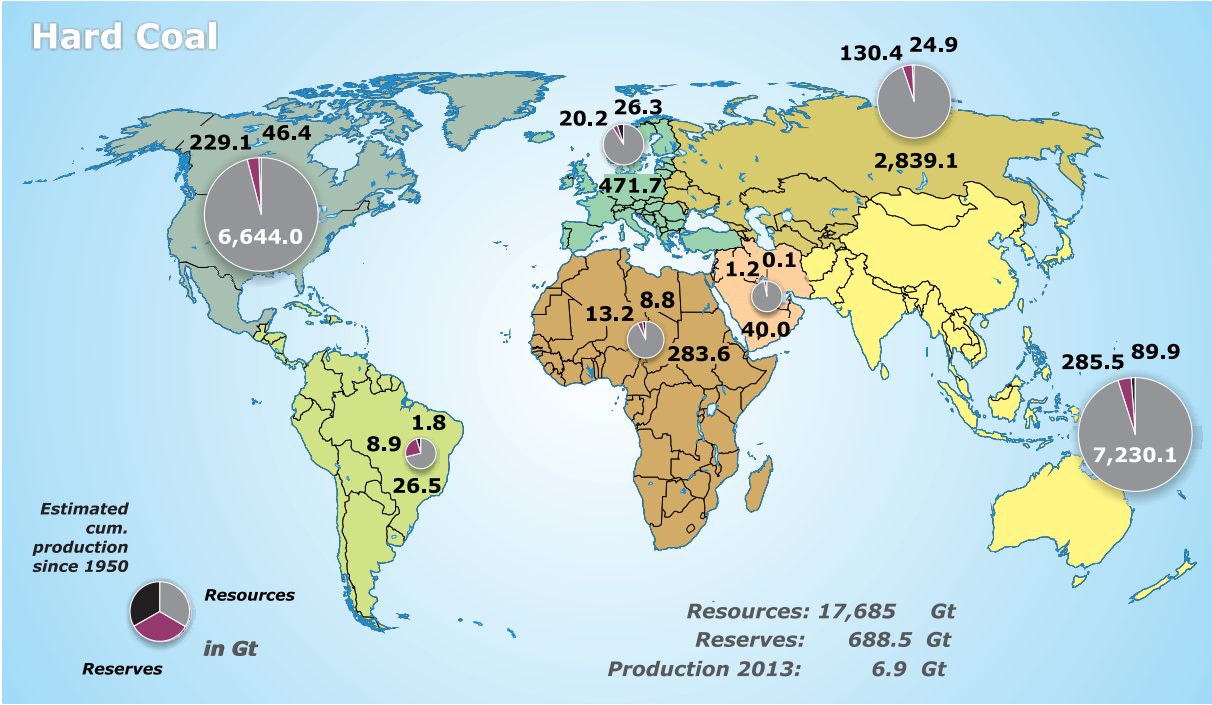 Hard Coal
130.4 24.9
2,839.1
20.2 26.3
471.7
229.1 46.4
6,644.0
1.2 0.1
40.0
13.2 8.8
283.6
285.5 89.9
7,230.1
8.9 1.8
26.5
Estimated
cum.
production
since 1950
Resources
in Gt
Reserves
Resources: 17,685 Gt
Reserves: 688.5 Gt
Production 2013: 6.9 Gt